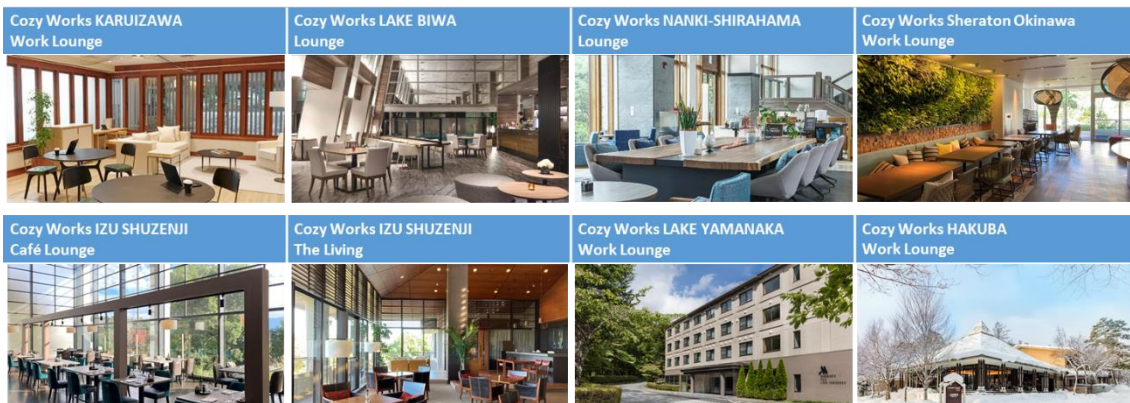 Cozy Works KARUIZAWA
Work Lounge
Cozy Works LAKE BIWA
Lounge
Cozy Works NANKI-SHIRAHAMA
Lounge
Cozy Works Sheraton Okinawa
Work Lounge
Cozy Works IZU SHUZENJI
Café Lounge
Cozy Works IZU SHUZENJI
The Living
Cozy Works LAKE YAMANAKA
Work Lounge
Cozy Works HAKUBA
Work Lounge